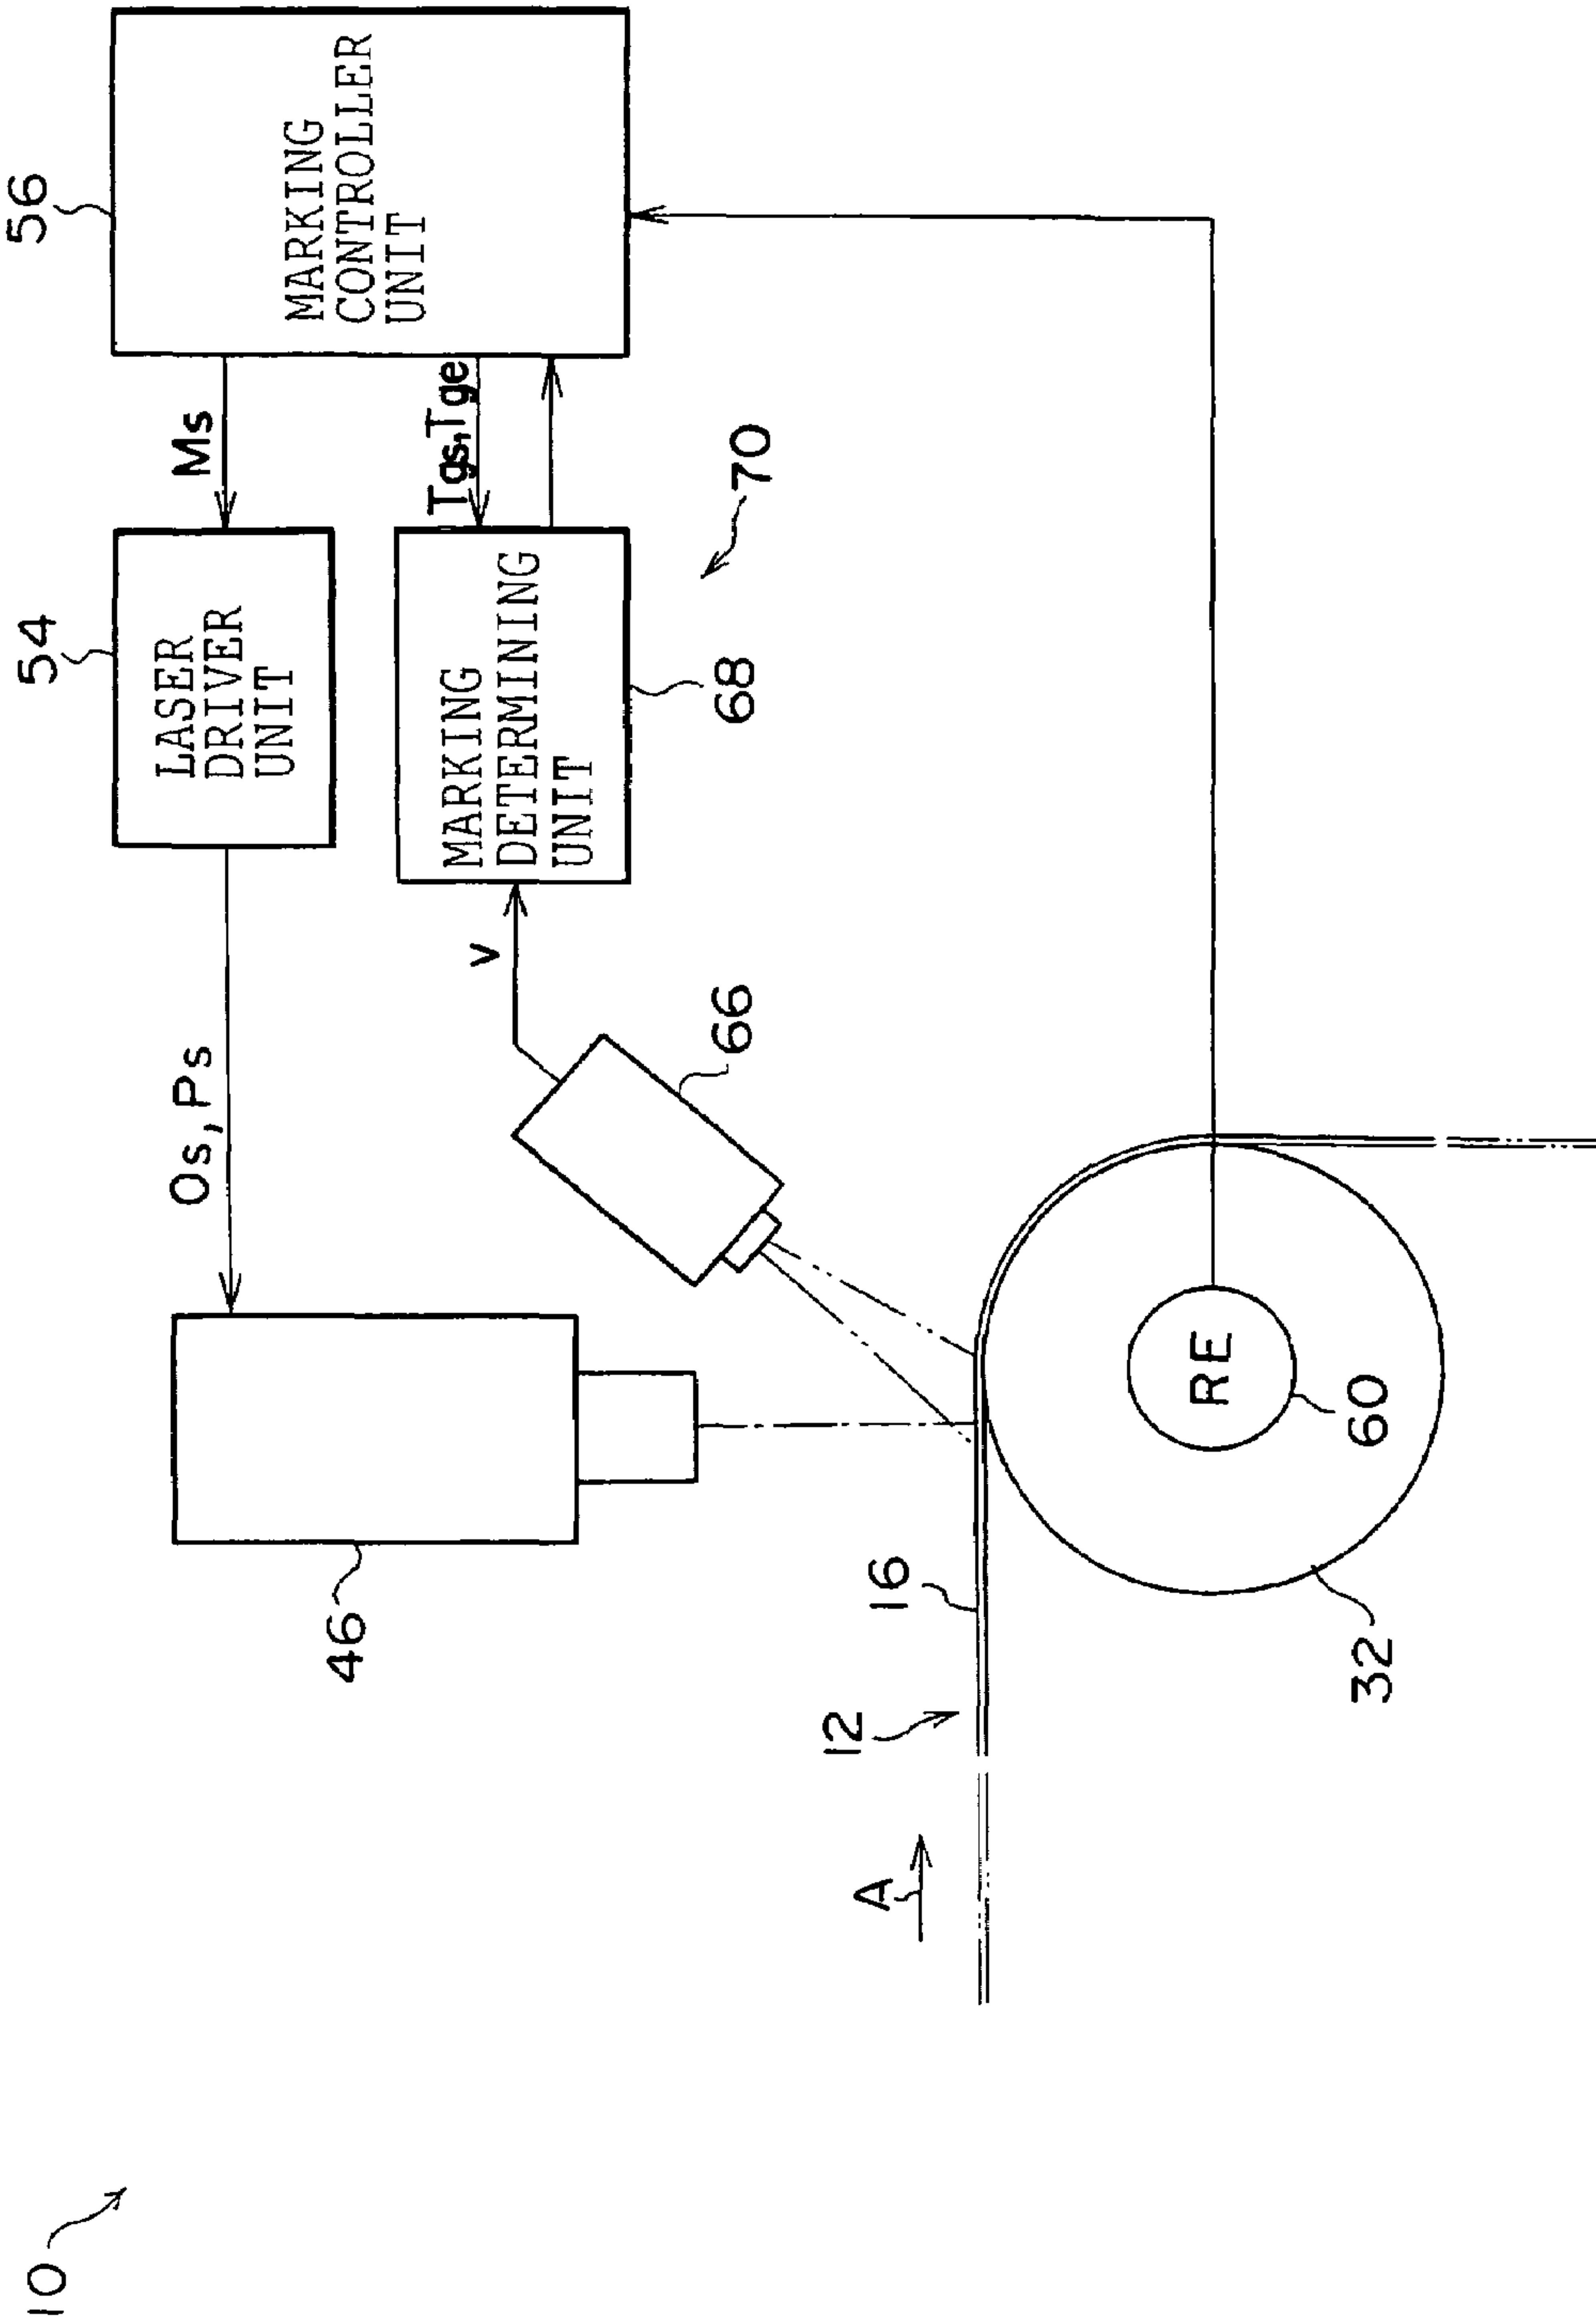 10
56
54
MARKING
CONTROLLER
UNIT
Ms
LASER
DRIVER
UNIT
Os, Ps
46
Tgs, Tge
MARKING
DETERMINING
UNIT
V
70
68
66
16
12
A
RE
60
32